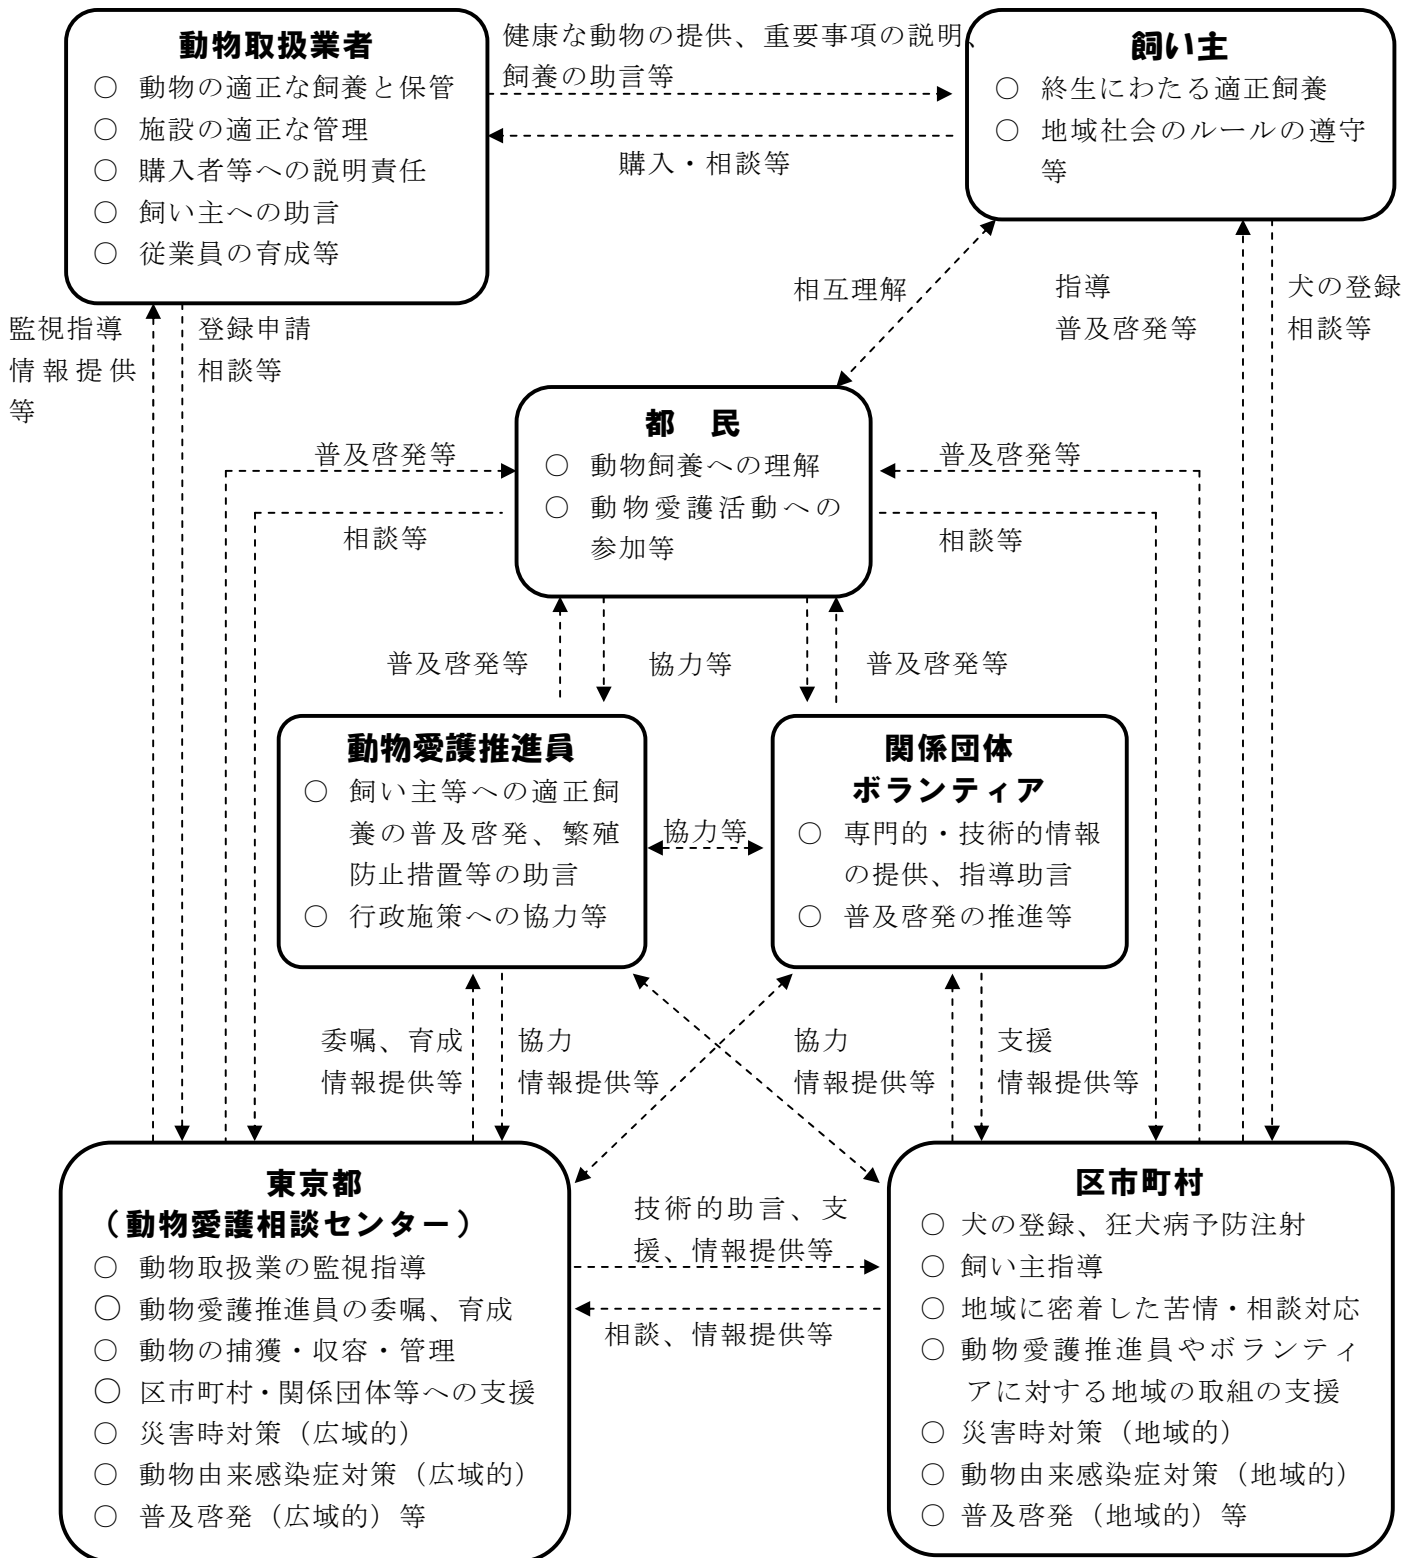 動物取扱業者
○ 動物の適正な飼養と保管
○ 施設の適正な管理
○ 購入者等への説明責任
○ 飼い主への助言
○ 従業員の育成等
健康な動物の提供、重要事項の説明、
飼養の助言等
購入・相談等
飼い主
○ 終生にわたる適正飼養
○ 地域社会のルールの遵守
等
監視指導
情報提供
等
登録申請
相談等
相互理解
指導
普及啓発等
犬の登録
相談等
都　民
○ 動物飼養への理解
○ 動物愛護活動への
参加等
普及啓発等
相談等
普及啓発等
相談等
普及啓発等
協力等
普及啓発等
動物愛護推進員
○ 飼い主等への適正飼
養の普及啓発、繁殖
防止措置等の助言
○ 行政施策への協力等
協力等
関係団体
ボランティア
○ 専門的・技術的情報
の提供、指導助言
○ 普及啓発の推進等
委嘱、育成
情報提供等
協力
情報提供等
協力
情報提供等
支援
情報提供等
東京都
（動物愛護相談センター）
○ 動物取扱業の監視指導
○ 動物愛護推進員の委嘱、育成
○ 動物の捕獲・収容・管理
○ 区市町村・関係団体等への支援
○ 災害時対策（広域的）
○ 動物由来感染症対策（広域的）
○ 普及啓発（広域的）等
技術的助言、支
援、情報提供等
相談、情報提供等
区市町村
○ 犬の登録、狂犬病予防注射
○ 飼い主指導
○ 地域に密着した苦情・相談対応
○ 動物愛護推進員やボランティ
アに対する地域の取組の支援
○ 災害時対策（地域的）
○ 動物由来感染症対策（地域的）
○ 普及啓発（地域的）等